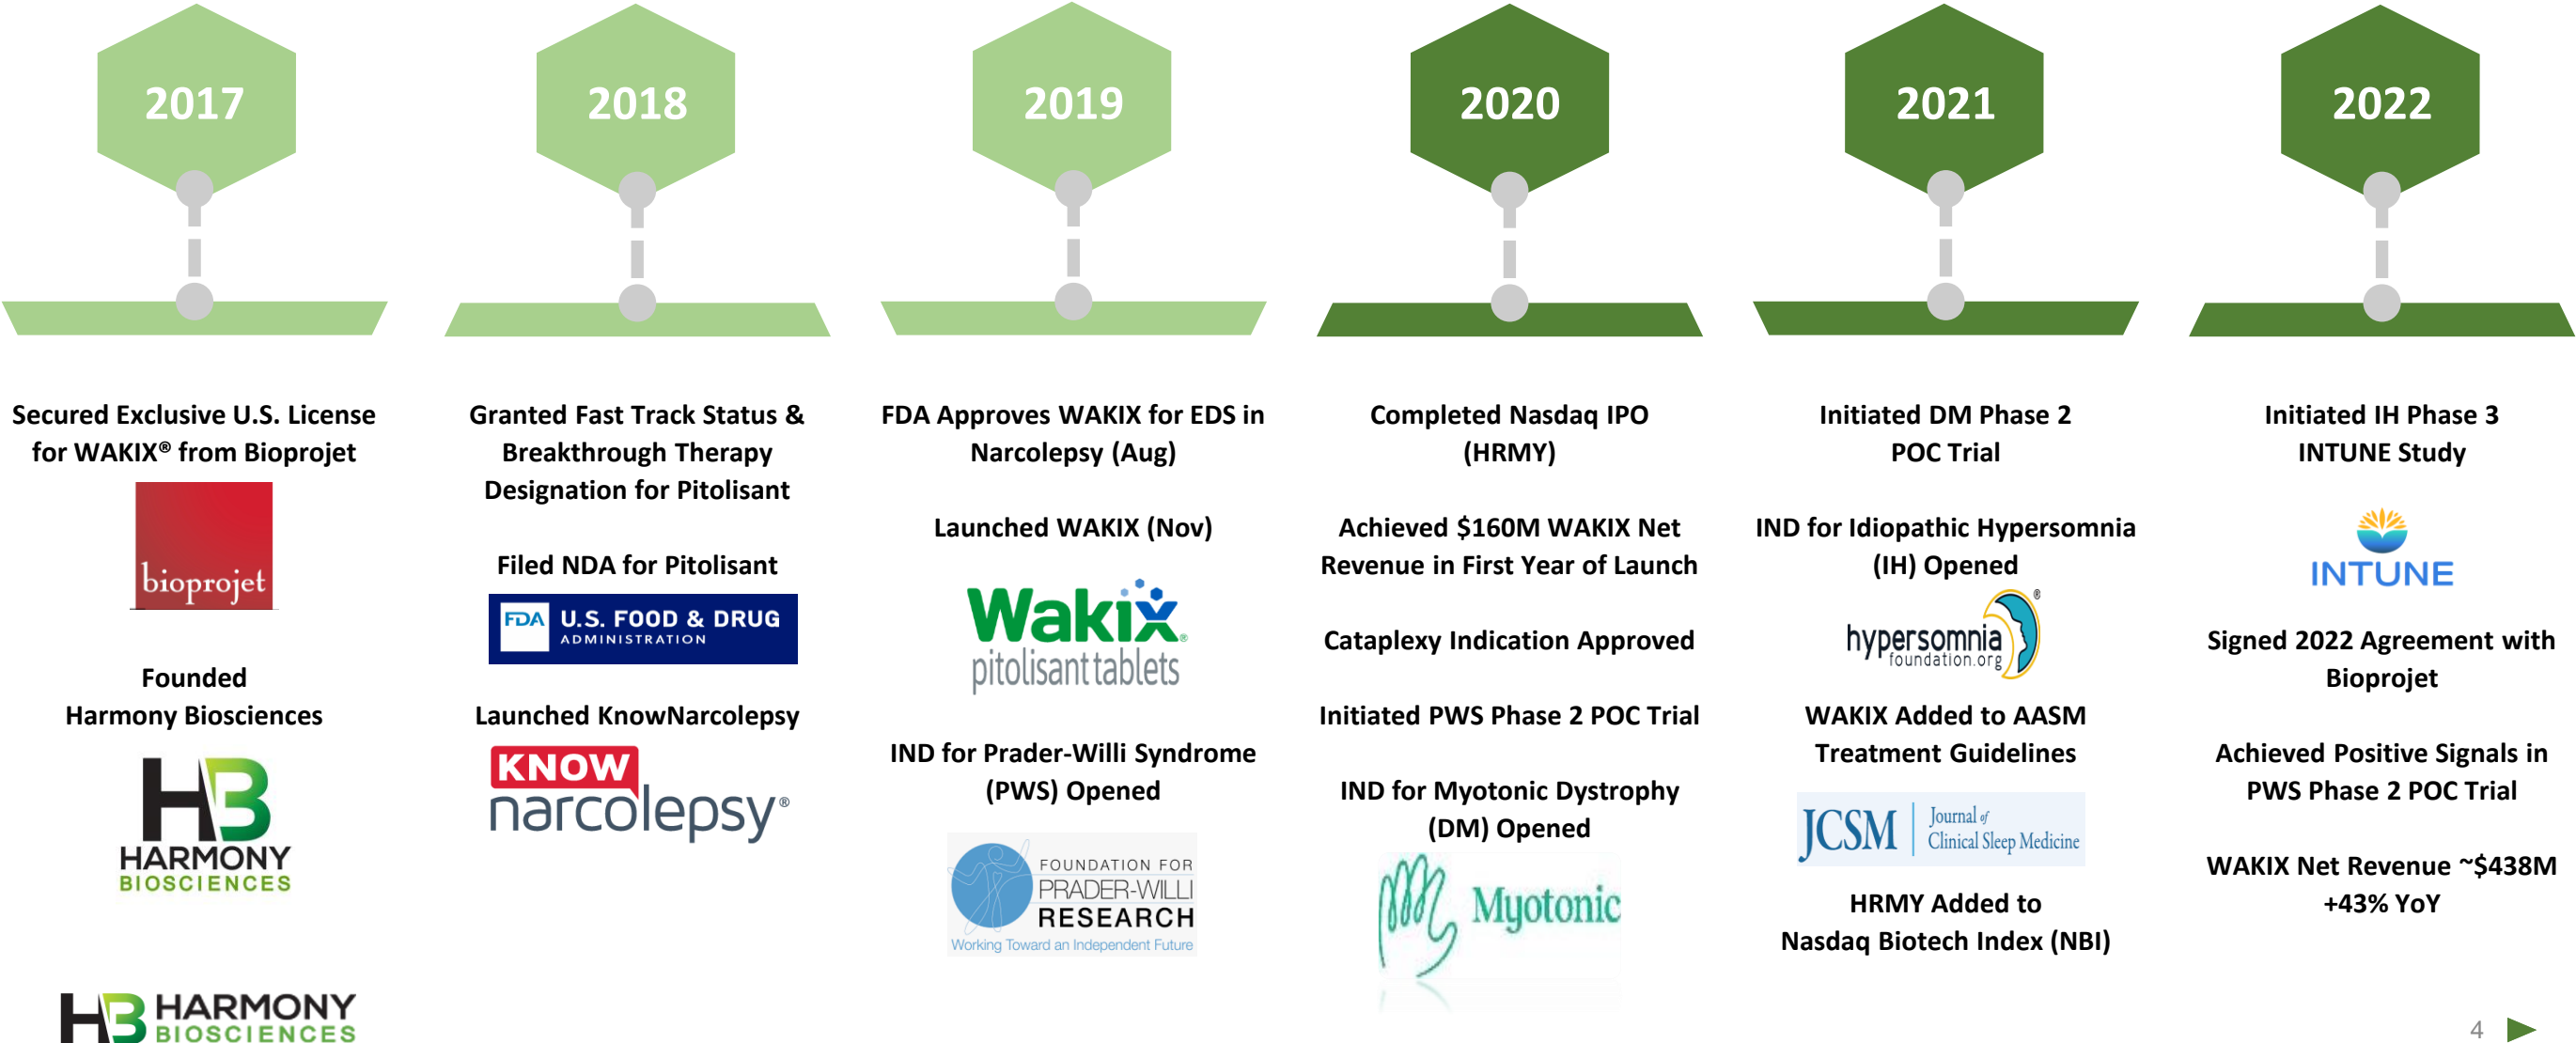 2017
2018
2019
2020
2021
2022
Secured Exclusive U.S. License
for WAKIX® from Bioprojet
bioprojet
Founded
Harmony Biosciences
HB
HARMONY
BIOSCIENCES
Granted Fast Track Status &
Breakthrough Therapy
Designation for Pitolisant
Filed NDA for Pitolisant
FDA U.S. FOOD & DRUG
ADMINISTRATION
Launched KnowNarcolepsy
KNOW
narcolepsy®
FDA Approves WAKIX for EDS in
Narcolepsy (Aug)
Launched WAKIX (Nov)
Wakix®
pitolisant tablets
IND for Prader-Willi Syndrome
(PWS) Opened
FOUNDATION FOR
PRADER-WILLI
RESEARCH
Working Toward an Independent Future
Completed Nasdaq IPO
(HRMY)
Achieved $160M WAKIX Net
Revenue in First Year of Launch
Cataplexy Indication Approved
Initiated PWS Phase 2 POC Trial
IND for Myotonic Dystrophy
(DM) Opened
Myotonic
Initiated DM Phase 2
POC Trial
IND for Idiopathic Hypersomnia
(IH) Opened
hypersomnia®
foundation.org
WAKIX Added to AASM
Treatment Guidelines
JCSM
Journal of
Clinical Sleep Medicine
HRMY Added to
Nasdaq Biotech Index (NBI)
Initiated IH Phase 3
INTUNE Study
INTUNE
Signed 2022 Agreement with
Bioprojet
Achieved Positive Signals in
PWS Phase 2 POC Trial
WAKIX Net Revenue ~$438M
+43% YoY
HB HARMONY
BIOSCIENCES
4